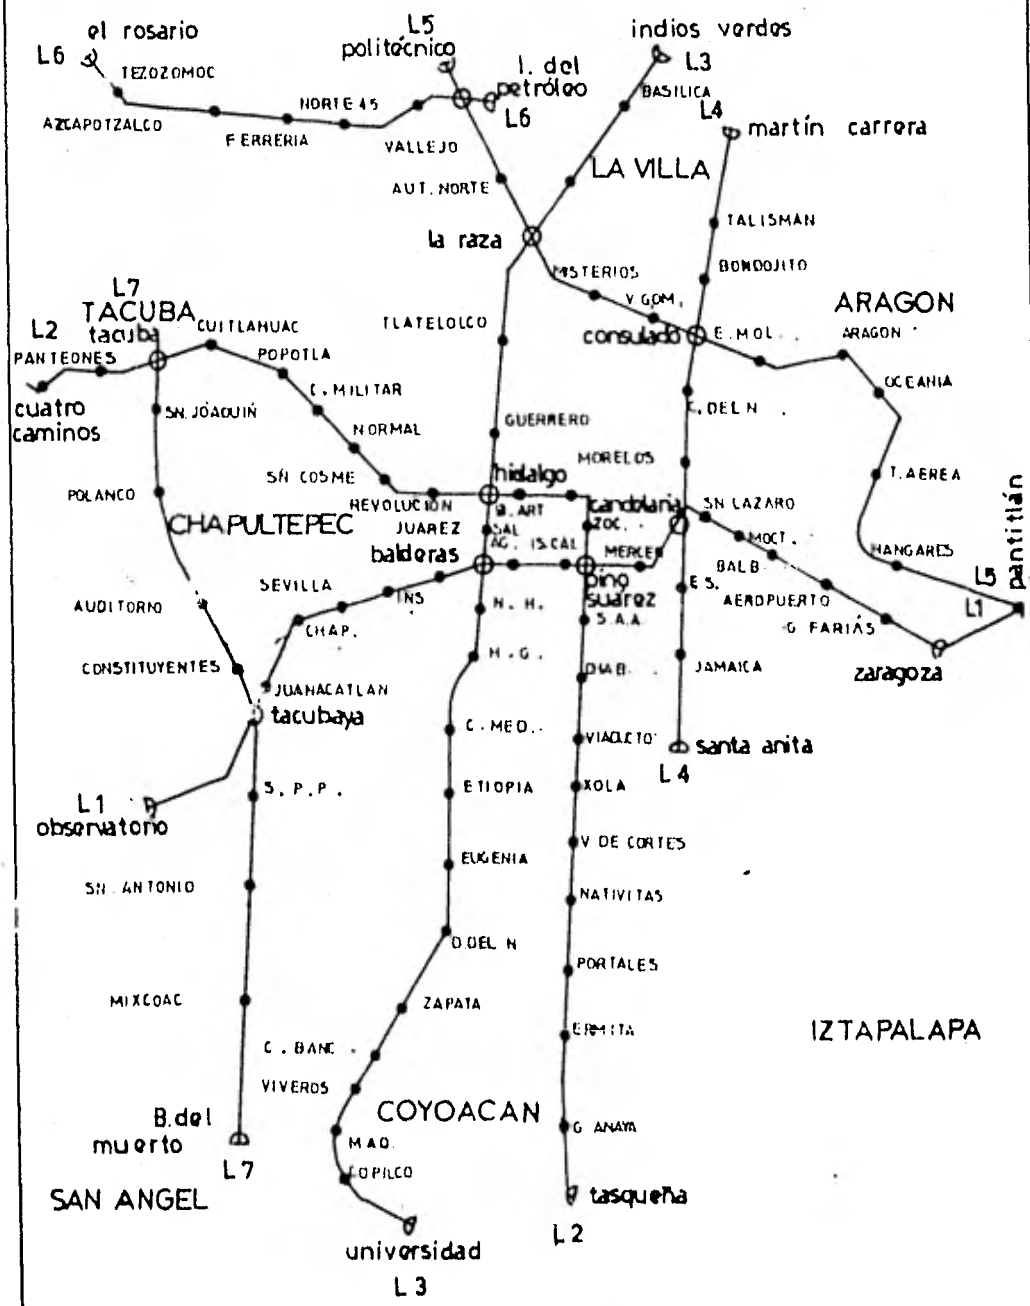 el rosario
L6
TEZOZOMOC
AZCAPOTZALCO
FERRERIA
NORTE 45
VALLEJO
L5
politécnico
I. del
petróleo
L6
AUT. NORTE
indios verdes
L3
BASILICA
LA VILLA
L4
martín carrera
TALISMAN
BONDOJITO
la raza
MISTERIOS
V. GOM.
consulado
E. MOL.
ARAGON
ARAGON
OCEANIA
T. AEREA
HANGARES
L5
L1
pantitlán
L7
TACUBA
tacuba
L2
PANTEONES
cuatro
caminos
CUITLAHUAC
POPOTLA
C. MILITAR
NORMAL
SN COSME
REVOLUCIÓN
TLATELOLCO
GUERRERO
hidalgo
B. ART
JUAREZ
SAL
AG.
IS. CAL
balderas
SN. JOAQUIN
POLANCO
CHAPULTEPEC
AUDITORIO
CONSTITUYENTES
SEVILLA
INS
CHAP.
JUANACATLAN
tacubaya
C. DEL N.
MORELOS
candelaria
ZOC.
MERCE
pino
suarez
SN LAZARO
MOCT.
BALB.
AEROPUERTO
G. FARIAS
zaragoza
E. S.
JAMAICA
santa anita
L4
N. H.
H. G.
C. MED.
ETIOPIA
EUGENIA
D. DEL N
ZAPATA
C. BANC.
VIVEROS
COYOACAN
M A Q.
COPILCO
universidad
L 3
S. A. A.
CHAB.
VIADUCTO
XOLA
V. DE CORTES
NATIVITAS
PORTALES
ERMITA
G ANAYA
tasqueña
L2
L1
observatorio
S. P. P.
SN. ANTONIO
MIXCOAC
B. del
muerto
L7
SAN ANGEL
IZTAPALAPA